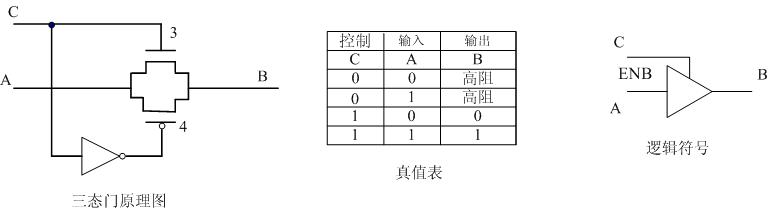 C
3
A
B
4
三态门原理图
控制 输入 输出
C A B
0 0 高阻
0 1 高阻
1 0 0
1 1 1
真值表
C
ENB
A
B
逻辑符号